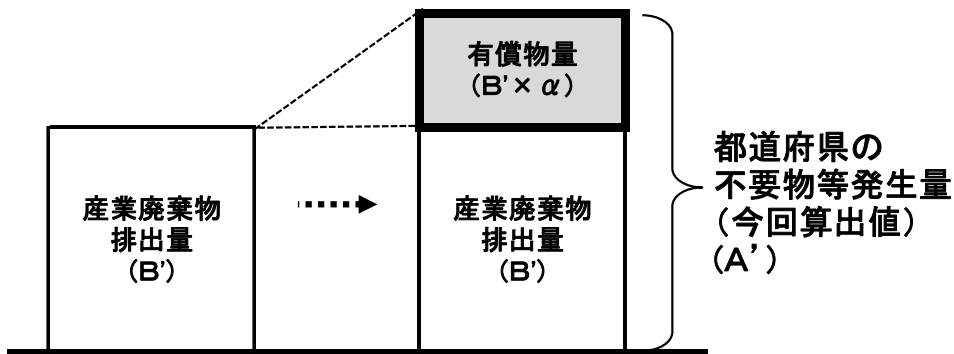 有償物量
（B'× α）
産業廃棄物
排出量
（B'）
産業廃棄物
排出量
（B'）
都道府県の
不要物等発生量
（今回算出値）
（A’）